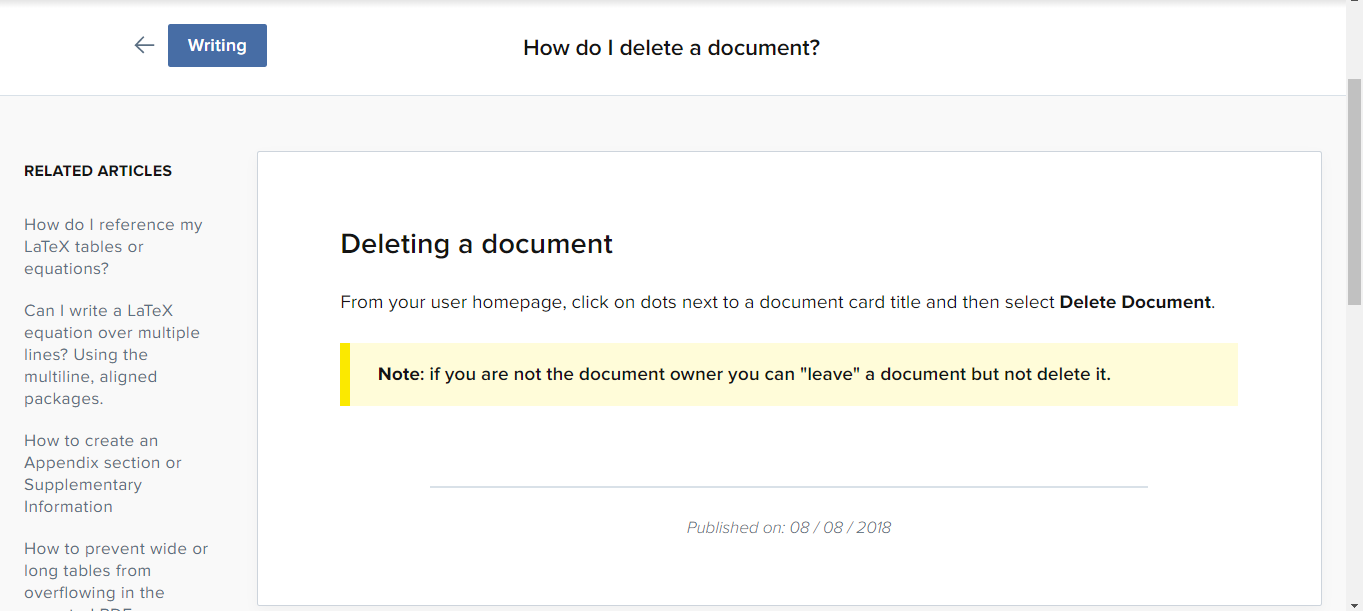 Writing
How do I delete a document?
RELATED ARTICLES
How do I reference my
LaTeX tables or
equations?
Can I write a LaTeX
equation over multiple
lines? Using the
multiline, aligned
packages.
How to create an
Appendix section or
Supplementary
Information
How to prevent wide or
long tables from
overflowing in the
Deleting a document
From your user homepage, click on dots next to a document card title and then select Delete Document.
Note: if you are not the document owner you can "leave" a document but not delete it.
Published on: 08 / 08 / 2018